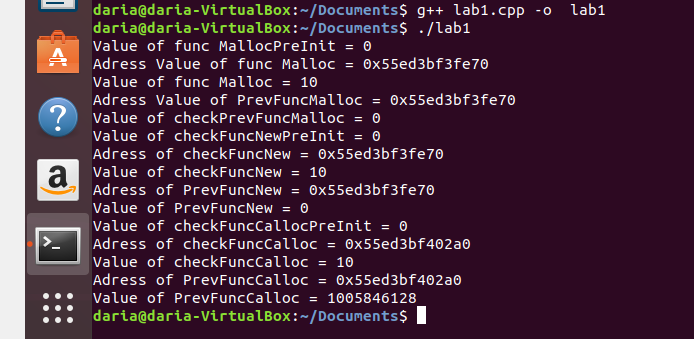 daria@daria-VirtualBox:~/Documents$ g++ lab1.cpp -o  lab1
daria@daria-VirtualBox:~/Documents$ ./lab1
Value of func MallocPreInit = 0
Adress Value of func Malloc = 0x55ed3bf3fe70
Value of func Malloc = 10
Adress Value of PrevFuncMalloc = 0x55ed3bf3fe70
Value of checkPrevFuncMalloc = 0
Value of checkFuncNewPreInit = 0
Adress of checkFuncNew = 0x55ed3bf3fe70
Value of checkFuncNew = 10
Adress of PrevFuncNew = 0x55ed3bf3fe70
Value of PrevFuncNew = 0
Value of checkFuncCallocPreInit = 0
Adress of checkFuncCalloc = 0x55ed3bf402a0
Value of checkFuncCalloc = 10
Adress of PrevFuncCalloc = 0x55ed3bf402a0
Value of PrevFuncCalloc = 1005846128
daria@daria-VirtualBox:~/Documents$